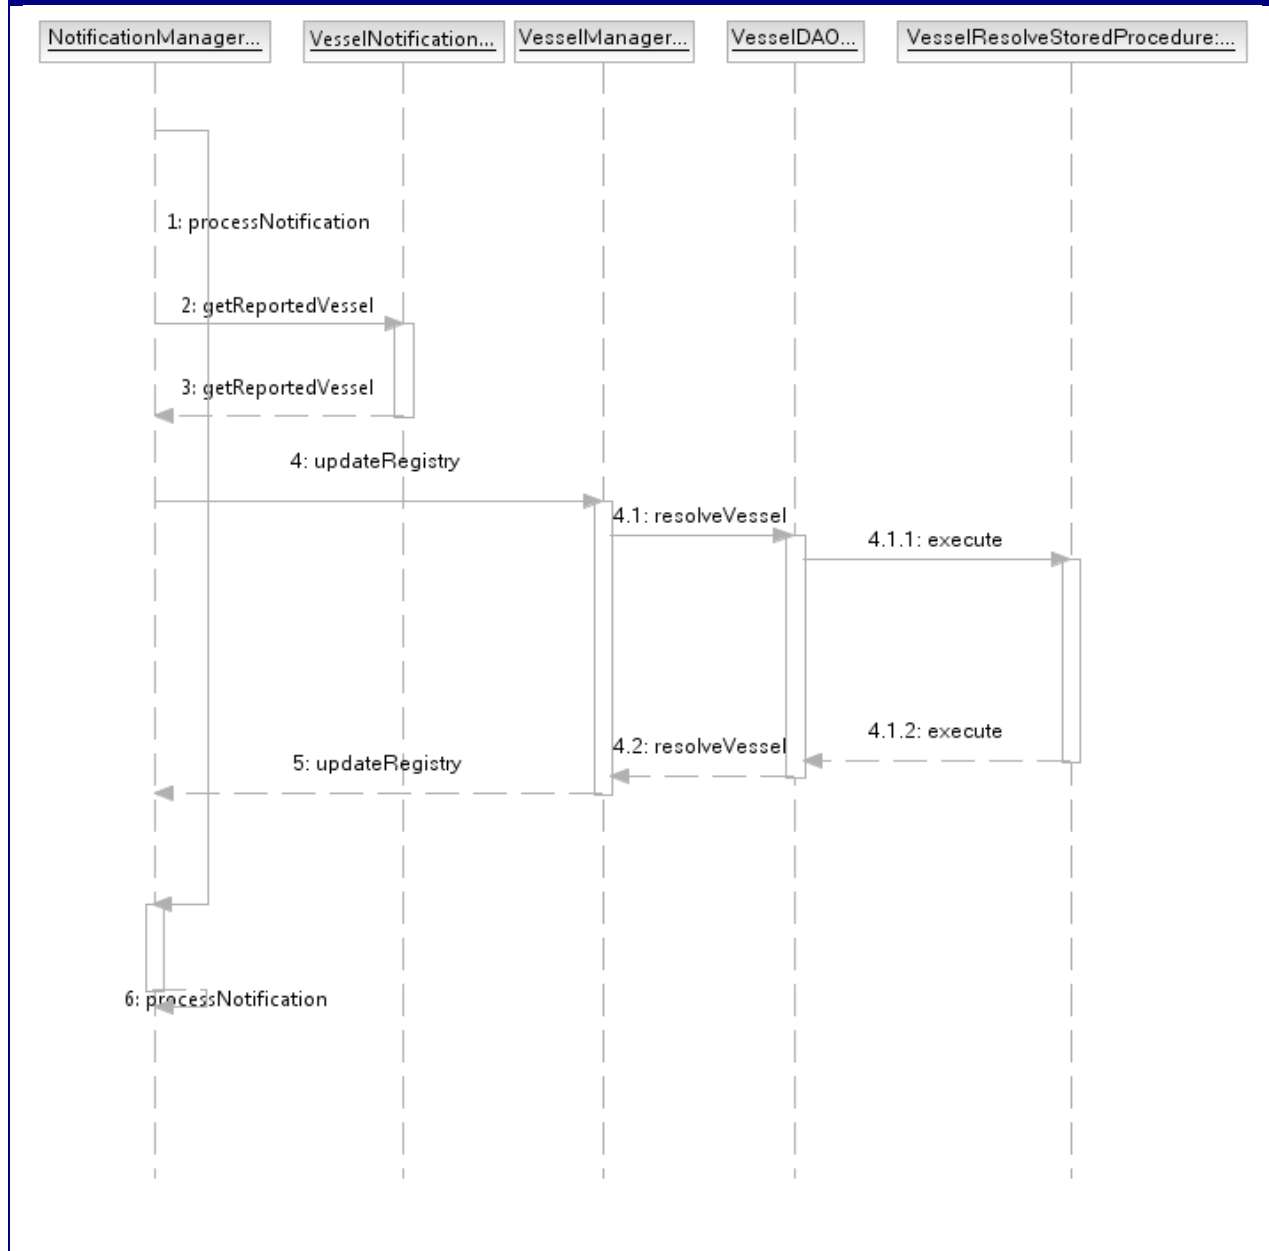 NotificationManager...
VesselNotification...
VesselManager...
VesselDAO...
VesselResolveStoredProcedure:...
1: processNotification
2: getReportedVessel
3: getReportedVessel
4: updateRegistry
4.1: resolveVessel
4.1.1: execute
4.1.2: execute
4.2: resolveVessel
5: updateRegistry
6: processNotification